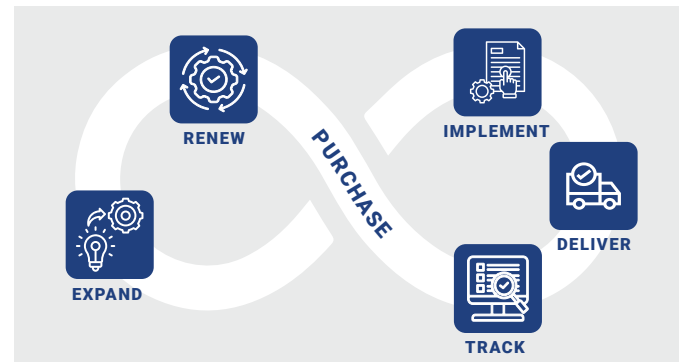 RENEW
PURCHASE
IMPLEMENT
DELIVER
EXPAND
TRACK